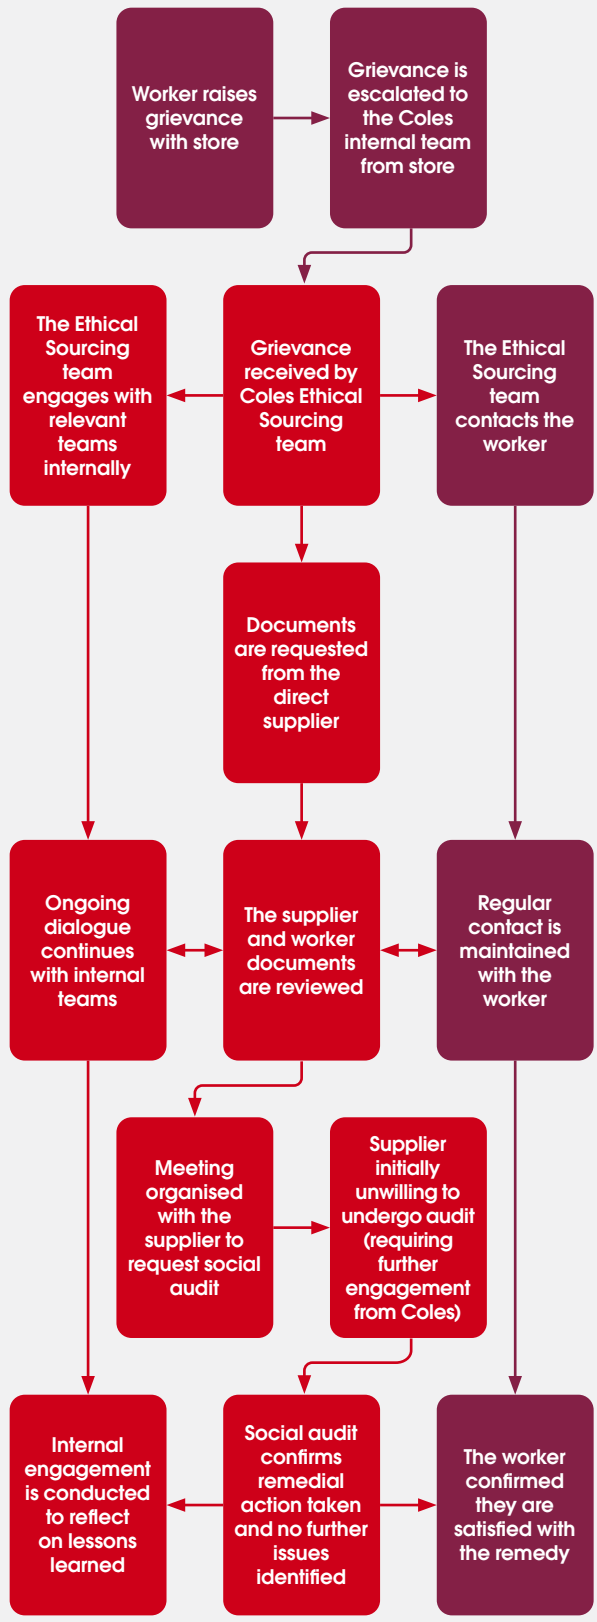 Worker raises
grievance
with store
Grievance is
escalated to
the Coles
internal team
from store
The Ethical
Sourcing
team
engages with
relevant
teams
internally
Grievance
received by
Coles Ethical
Sourcing
team
The Ethical
Sourcing
team
contacts the
worker
Documents
are requested
from the
direct
supplier
Ongoing
dialogue
continues
with internal
teams
The supplier
and worker
documents
are reviewed
Regular
contact is
maintained
with the
worker
Meeting
organised
with the
supplier to
request social
audit
Supplier
initially
unwilling to
undergo audit
(requiring
further
engagement
from Coles)
Internal
engagement
is conducted
to reflect
on lessons
learned
Social audit
confirms
remedial
action taken
and no further
issues
identified
The worker
confirmed
they are
satisfied with
the remedy